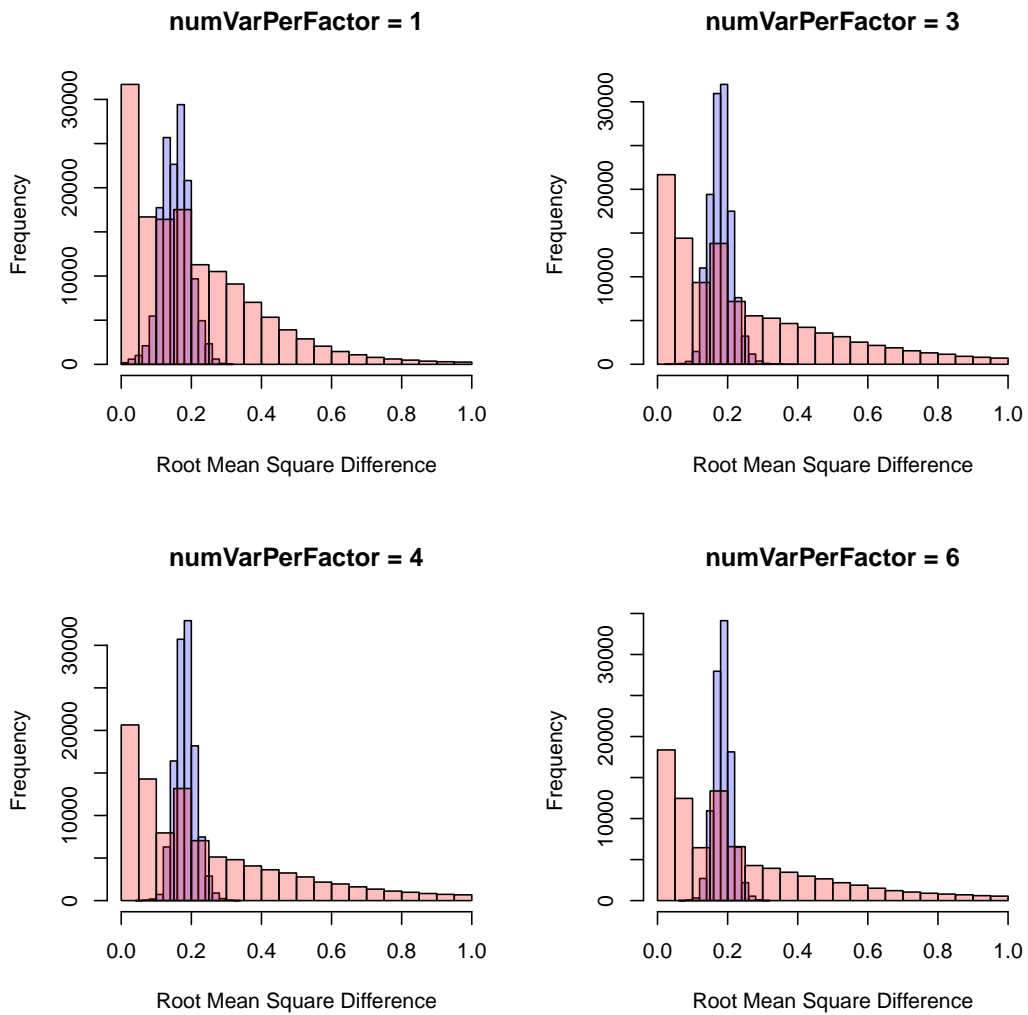 numVarPerFactor = 1
Frequency
0 10000 20000 30000
0.0 0.2 0.4 0.6 0.8 1.0
Root Mean Square Difference
numVarPerFactor = 3
Frequency
0 10000 20000 30000
0.0 0.2 0.4 0.6 0.8 1.0
Root Mean Square Difference
numVarPerFactor = 4
Frequency
0 10000 20000 30000
0.0 0.2 0.4 0.6 0.8 1.0
Root Mean Square Difference
numVarPerFactor = 6
Frequency
0 10000 20000 30000
0.0 0.2 0.4 0.6 0.8 1.0
Root Mean Square Difference